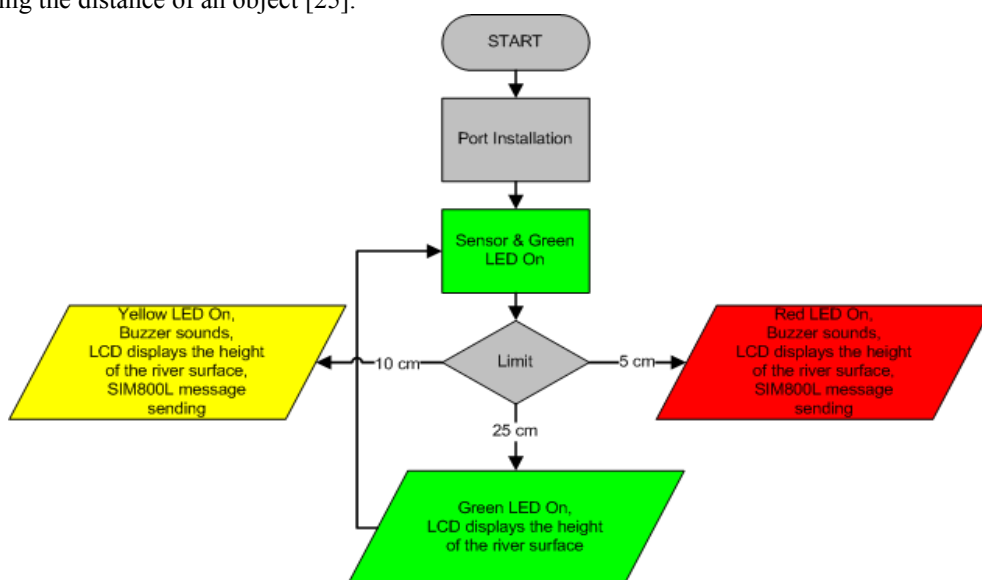 ing the distance of an object [25].
START
Port Installation
Sensor & Green
LED On
Yellow LED On,
Buzzer sounds,
LCD displays the height
of the river surface,
SIM800L message
sending
10 cm
Limit
5 cm
Red LED On,
Buzzer sounds,
LCD displays the height
of the river surface,
SIM800L message
sending
25 cm
Green LED On,
LCD displays the height
of the river surface